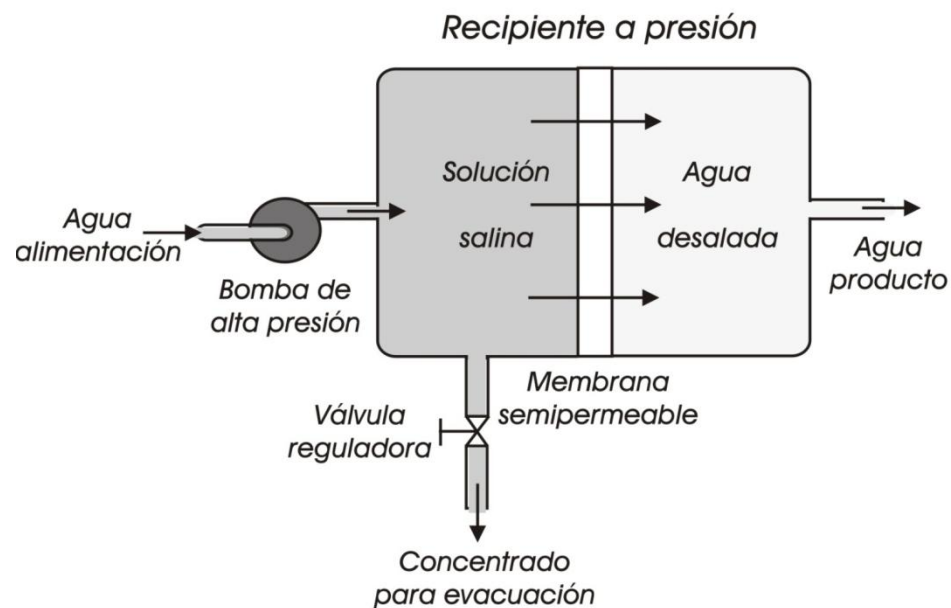 Recipiente a presión
Solución
salina
Agua
desalada
Agua
alimentación
Bomba de
alta presión
Agua
producto
Membrana
semipermeable
Válvula
reguladora
Concentrado
para evacuación